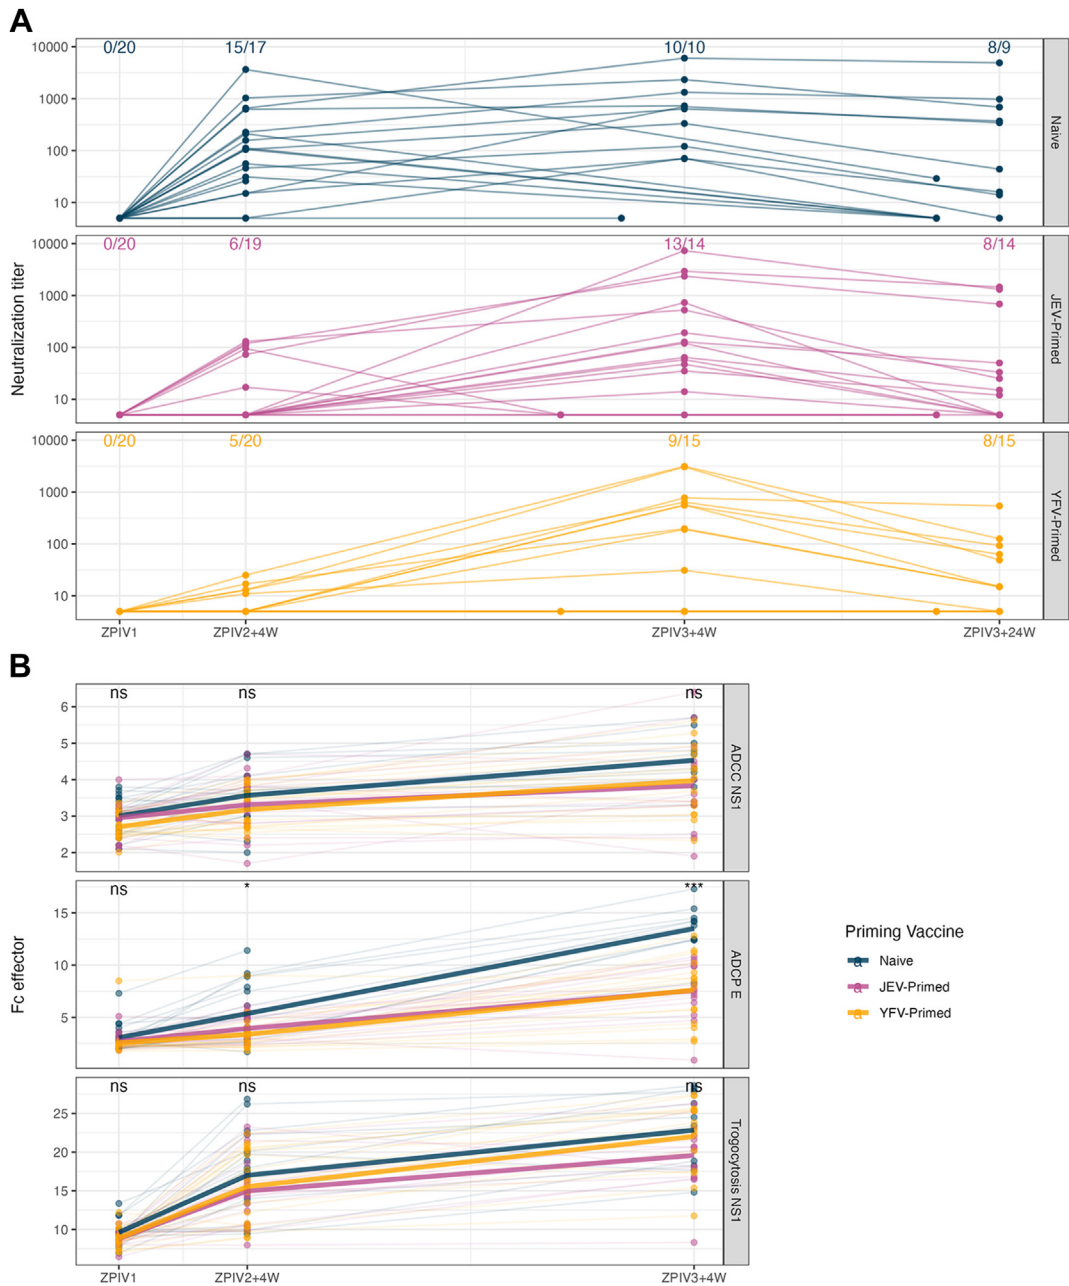 A
0/20 15/17 10/10 8/9
10000
1000
100
10
Naive
0/20 6/19 13/14 8/14
10000
1000
100
10
JEV-Primed
Neutralization titer
0/20 5/20 9/15 8/15
10000
1000
100
10
YFV-Primed
ZPIV1 ZPIV2+4W ZPIV3+4W ZPIV3+24W
B
ns ns ns
6
5
4
3
2
ADCC NS1
ns * ***
15
10
5
ADCP E
Fc effector
ns ns ns
25
20
15
10
Trogocytosis NS1
ZPIV1 ZPIV2+4W ZPIV3+4W
Priming Vaccine
a Naive
a JEV-Primed
a YFV-Primed